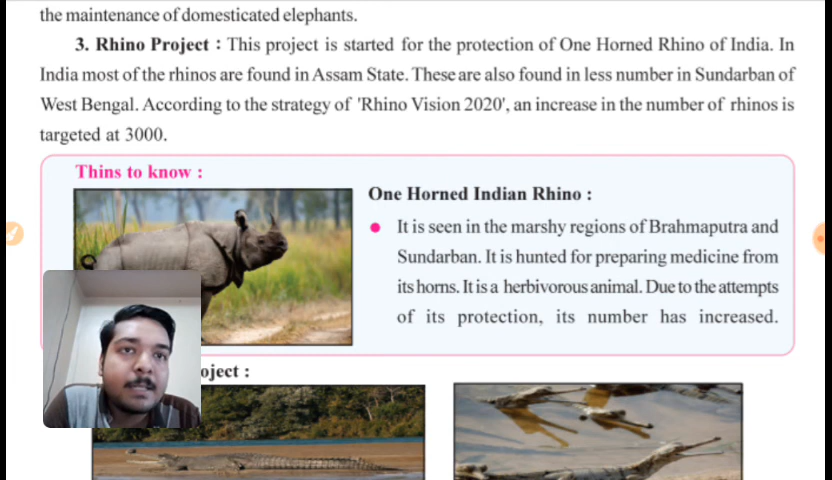 the maintenance of domesticated elephants.
3. Rhino Project : This project is started for the protection of One Horned Rhino of India. In
India most of the rhinos are found in Assam State. These are also found in less number in Sundarban of
West Bengal. According to the strategy of 'Rhino Vision 2020', an increase in the number of rhinos is
targeted at 3000.
Thins to know :
One Horned Indian Rhino :
It is seen in the marshy regions of Brahmaputra and
Sundarban. It is hunted for preparing medicine from
its horns. It is a herbivorous animal. Due to the attempts
of its protection, its number has increased.
oject :